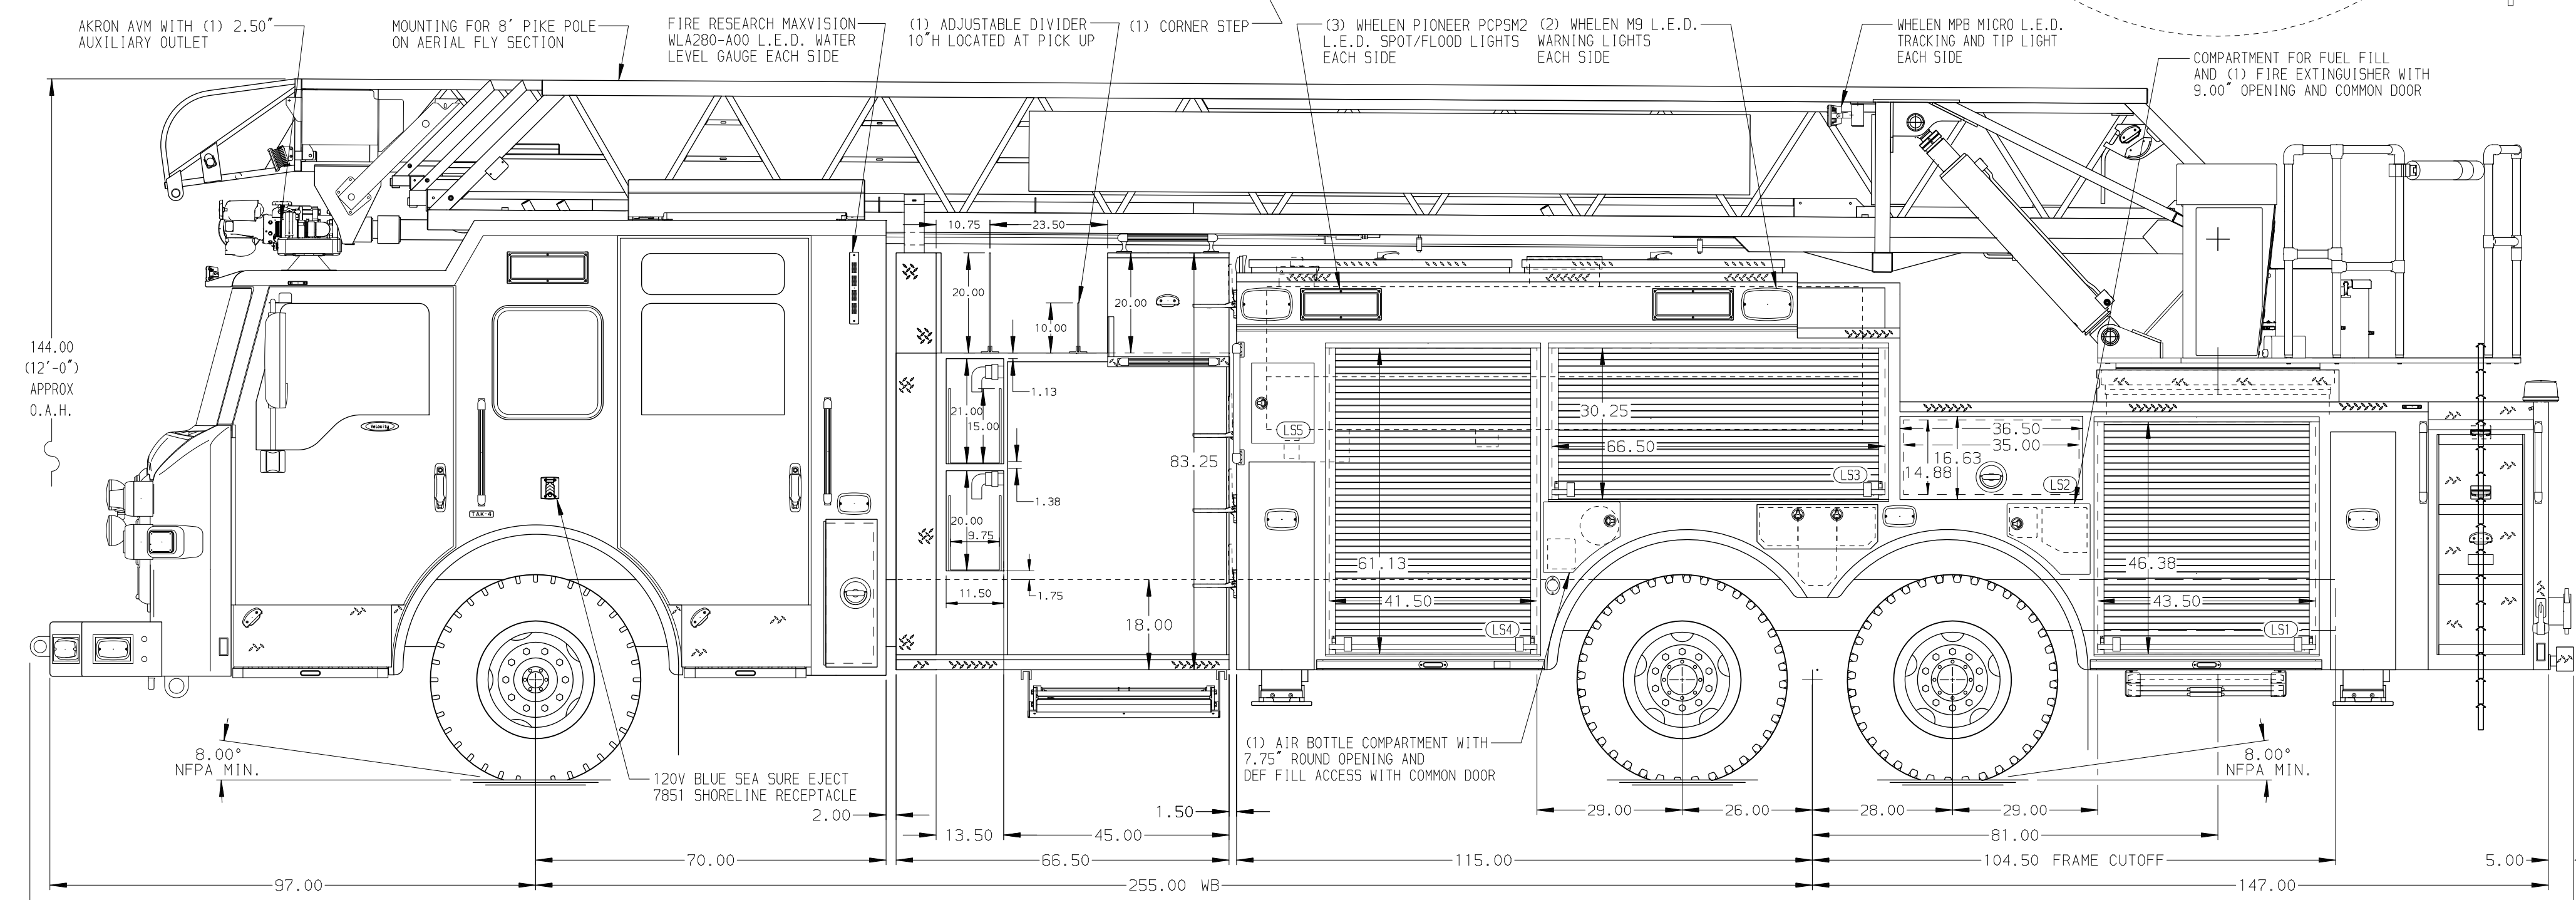 AKRON AVM WITH (1) 2.50"
AUXILIARY OUTLET
MOUNTING FOR 8' PIKE POLE
ON AERIAL FLY SECTION
FIRE RESEARCH MAXVISION
WLA280-A00 L.E.D. WATER
LEVEL GAUGE EACH SIDE
(1) ADJUSTABLE DIVIDER
10"H LOCATED AT PICK UP
(1) CORNER STEP
(3) WHELEN PIONEER PCPSM2
L.E.D. SPOT/FLOOD LIGHTS
EACH SIDE
(2) WHELEN M9 L.E.D.
WARNING LIGHTS
EACH SIDE
WHELEN MPB MICRO L.E.D.
TRACKING AND TIP LIGHT
EACH SIDE
COMPARTMENT FOR FUEL FILL
AND (1) FIRE EXTINGUISHER WITH
9.00" OPENING AND COMMON DOOR
144.00
(12'-0")
APPROX
O.A.H.
10.75
23.50
20.00
10.00
20.00
1.13
21.00
15.00
83.25
1.38
20.00
9.75
11.50
1.75
18.00
Velocity
TAK-4
LS5
30.25
66.50
LS3
36.50
35.00
16.63
14.88
LS2
61.13
41.50
LS4
46.38
43.50
LS1
8.00°
NFPA MIN.
120V BLUE SEA SURE EJECT
7851 SHORELINE RECEPTACLE
(1) AIR BOTTLE COMPARTMENT WITH
7.75" ROUND OPENING AND
DEF FILL ACCESS WITH COMMON DOOR
8.00°
NFPA MIN.
2.00
1.50
29.00
26.00
28.00
29.00
13.50
45.00
81.00
70.00
66.50
115.00
104.50 FRAME CUTOFF
5.00
97.00
255.00 WB
147.00